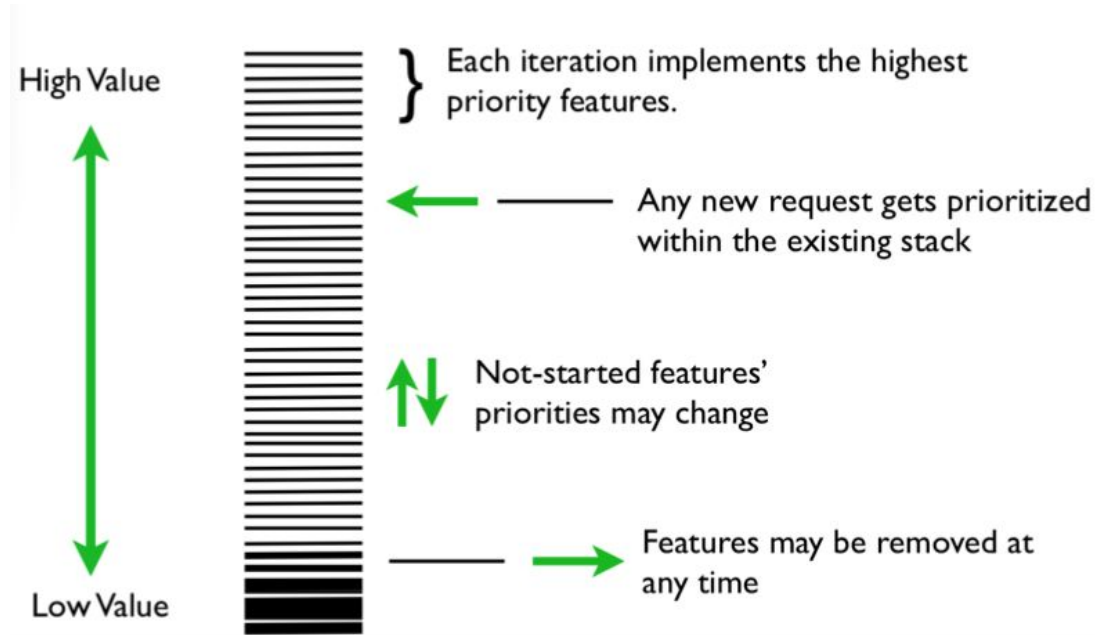 High Value
Each iteration implements the highest
priority features.
Any new request gets prioritized
within the existing stack
Not-started features’
priorities may change
Features may be removed at
any time
Low Value